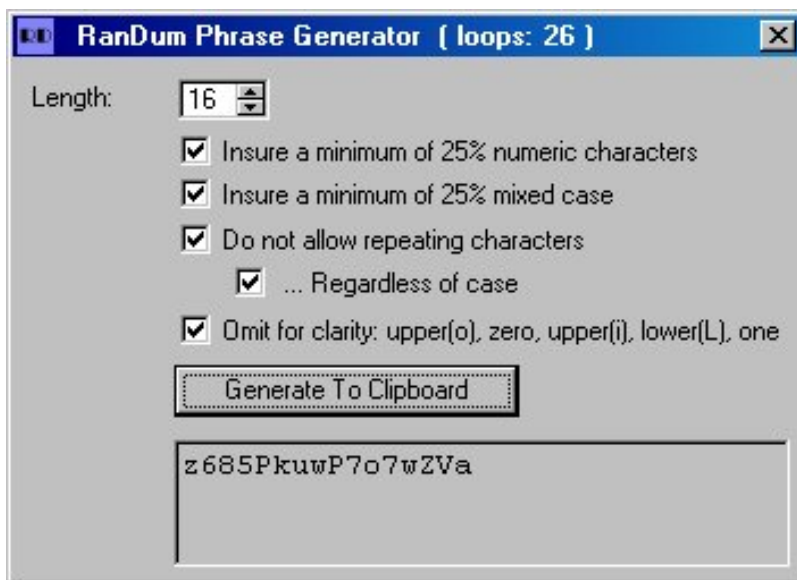 RD RanDum Phrase Generator ( loops: 26 )
Length: 16
Insure a minimum of 25% numeric characters
Insure a minimum of 25% mixed case
Do not allow repeating characters
... Regardless of case
Omit for clarity: upper(o), zero, upper(i), lower(L), one
Generate To Clipboard
z685PkuwP7o7wZVa